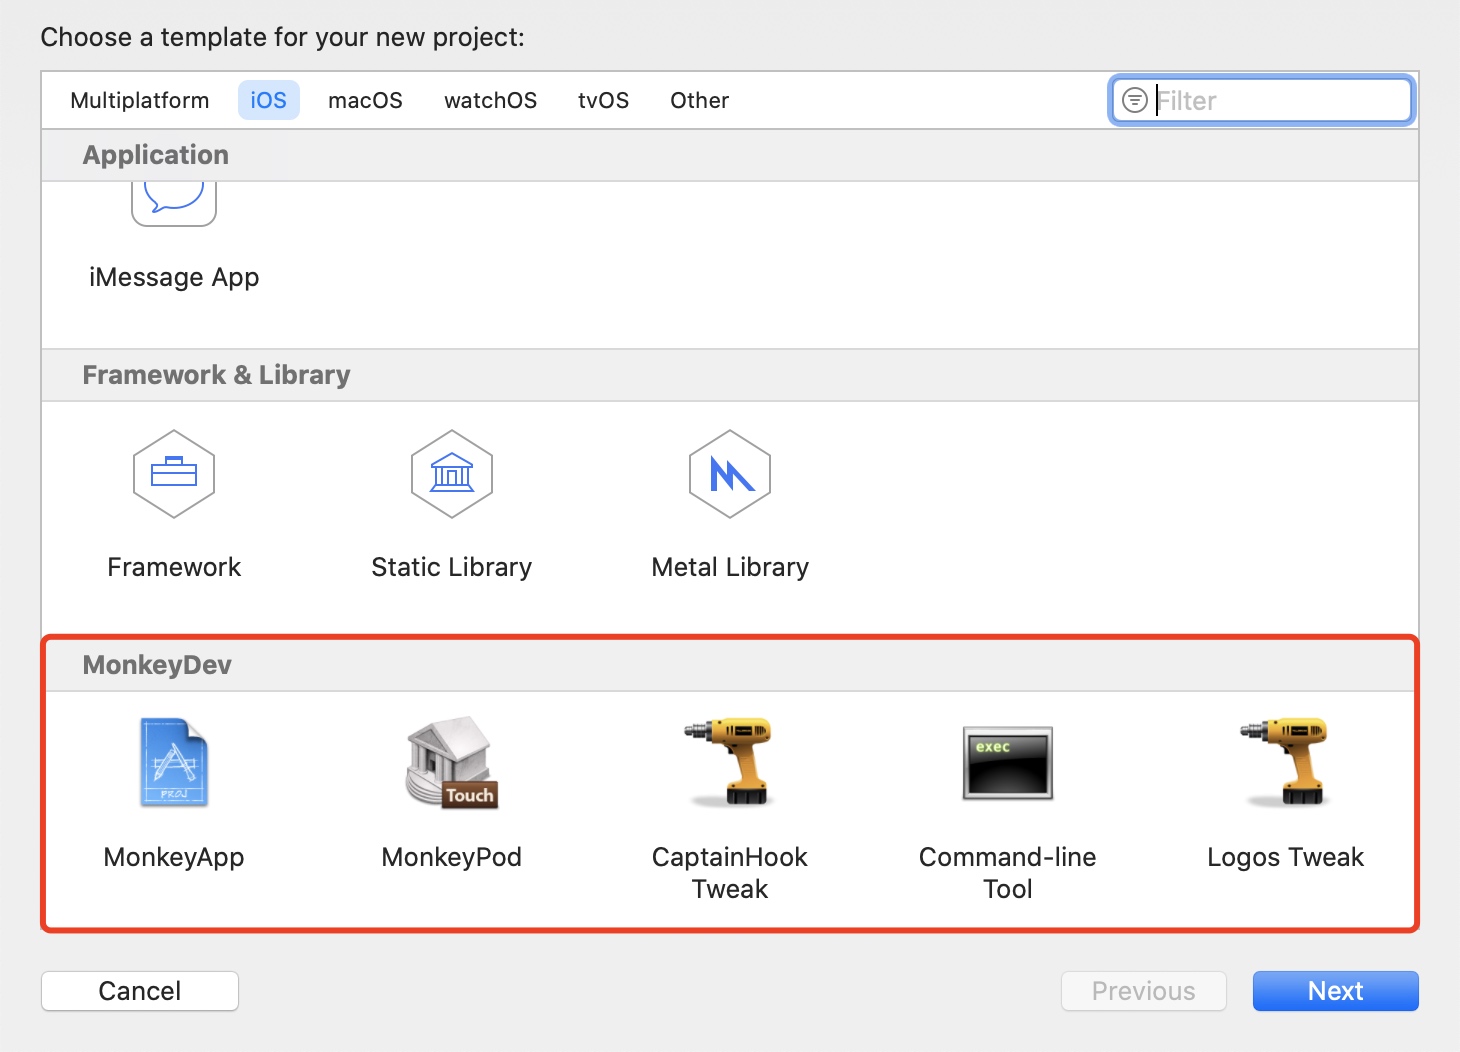 Choose a template for your new project:
Multiplatform iOS macOS watchOS tvOS Other Filter
Application
iMessage App
Framework & Library
Framework Static Library Metal Library
MonkeyDev
PROJ Touch exec
MonkeyApp MonkeyPod CaptainHook Command-line Logos Tweak
Tweak Tool
Cancel Previous Next